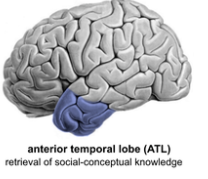 anterior temporal lobe (ATL)
retrieval of social-conceptual knowledge